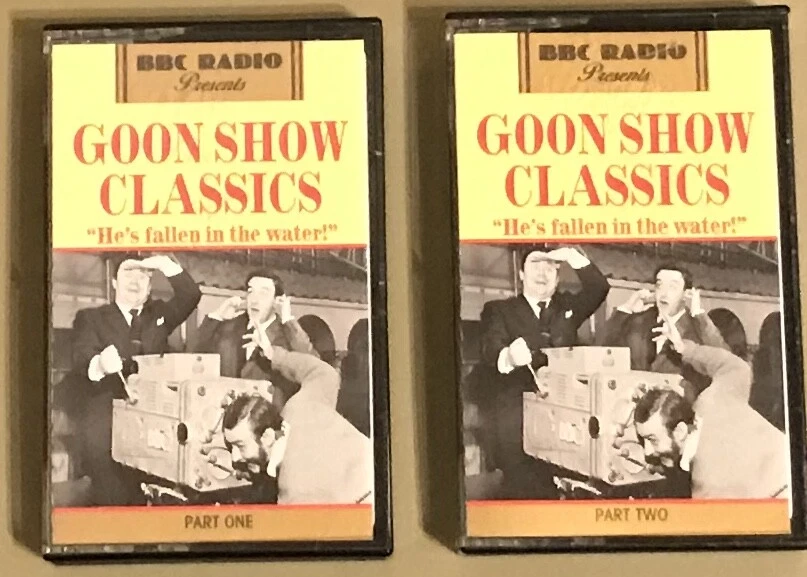 BBC RADIO
Presents
GOON SHOW
CLASSICS
"He's fallen in the water!"
PART ONE
BBC RADIO
Presents
GOON SHOW
CLASSICS
"He's fallen in the water!"
PART TWO